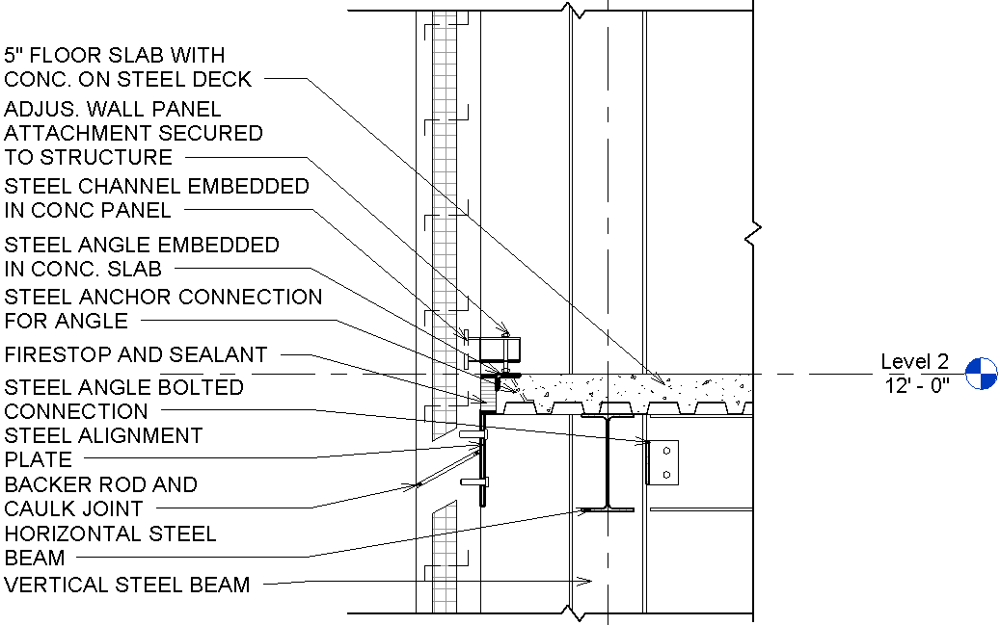 5" FLOOR SLAB WITH
CONC. ON STEEL DECK
ADJUS. WALL PANEL
ATTACHMENT SECURED
TO STRUCTURE
STEEL CHANNEL EMBEDDED
IN CONC PANEL
STEEL ANGLE EMBEDDED
IN CONC. SLAB
STEEL ANCHOR CONNECTION
FOR ANGLE
FIRESTOP AND SEALANT
STEEL ANGLE BOLTED
CONNECTION
STEEL ALIGNMENT
PLATE
BACKER ROD AND
CAULK JOINT
HORIZONTAL STEEL
BEAM
VERTICAL STEEL BEAM
Level 2
12' - 0"